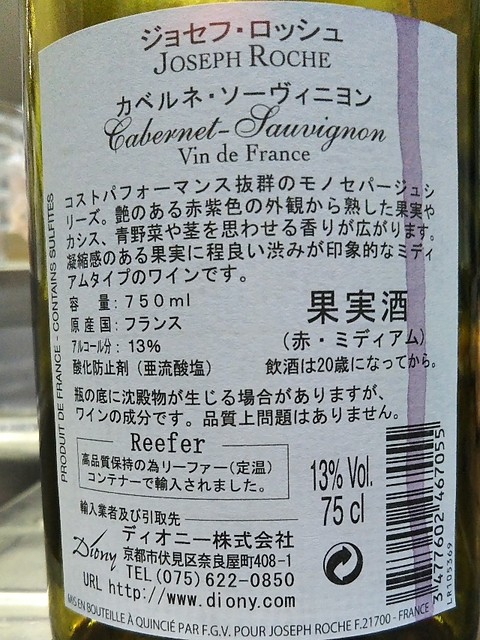 ジョセフ・ロッシュ
JOSEPH ROCHE
カベルネ・ソーヴィニヨン
Cabernet-Sauvignon
Vin de France
コストパフォーマンス抜群のモノセパージュシ
リーズ。艶のある赤紫色の外観から熟した果実や
カシス、青野菜や茎を思わせる香りが広がります。
凝縮感のある果実に程良い渋みが印象的なミディ
アムタイプのワインです。
容 量:750ml
原産国:フランス
アルコール分:13%
酸化防止剤(亜流酸塩)
果実酒
(赤・ミディアム)
飲酒は20歳になってから。
瓶の底に沈殿物が生じる場合がありますが、
ワインの成分です。品質上問題はありません。
Reefer
高品質保持の為リーファー(定温)
コンテナーで輸入されました。
13% Vol.
75 cl
輸入業者及び引取先
Diony
ディオニー株式会社
京都市伏見区奈良屋町408-1
TEL(075)622-0850
URL http://www.diony.com
MIS EN BOUTEILLE À QUINCIÉ PAR F.G.V. POUR JOSEPH ROCHE F.21700 - FRANCE
PRODUIT DE FRANCE - CONTAINS SULFITES
3 477602 467055
LR105369